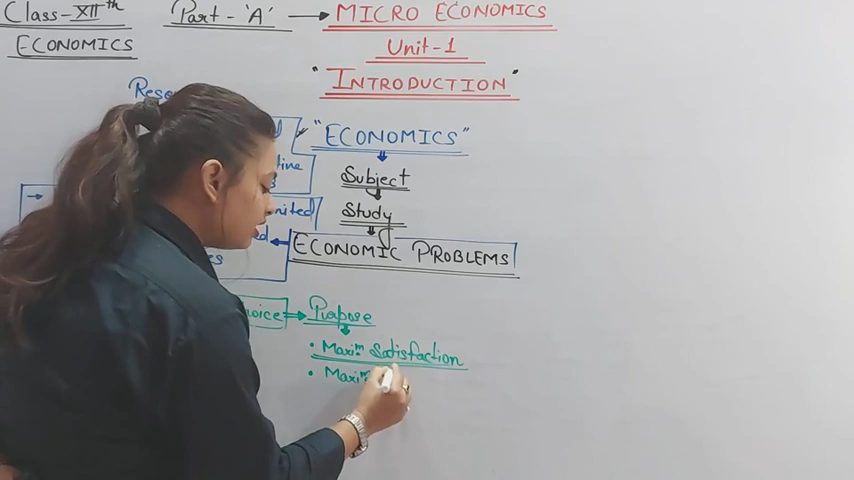 Class-XIIth Part-'A' → MICRO ECONOMICS
ECONOMICS
Unit-1
"INTRODUCTION"
"ECONOMICS"
Subject
Study
ECONOMIC PROBLEMS
Purpose
• Maxim Satisfaction
• Maxim